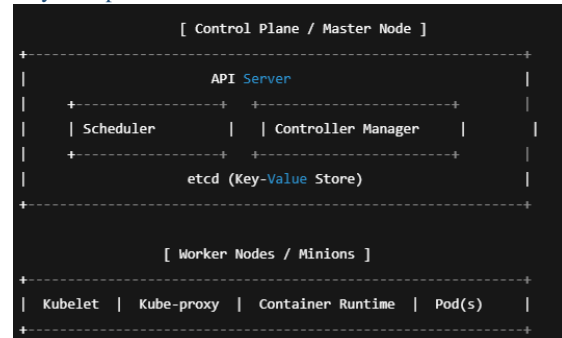 [ Control Plane / Master Node ]
+-----------------------------------------------------------+
|                      API Server                           |
|     +------------------+   +------------------------+        |
|     | Scheduler         |  | Controller Manager     |        |
|     +------------------+   +------------------------+        |
|                   etcd (Key-Value Store)                  |
+-----------------------------------------------------------+
[ Worker Nodes / Minions ]
+-----------------------------------------------------------+
|  Kubelet  |  Kube-proxy  |  Container Runtime  |  Pod(s)     |
+-----------------------------------------------------------+